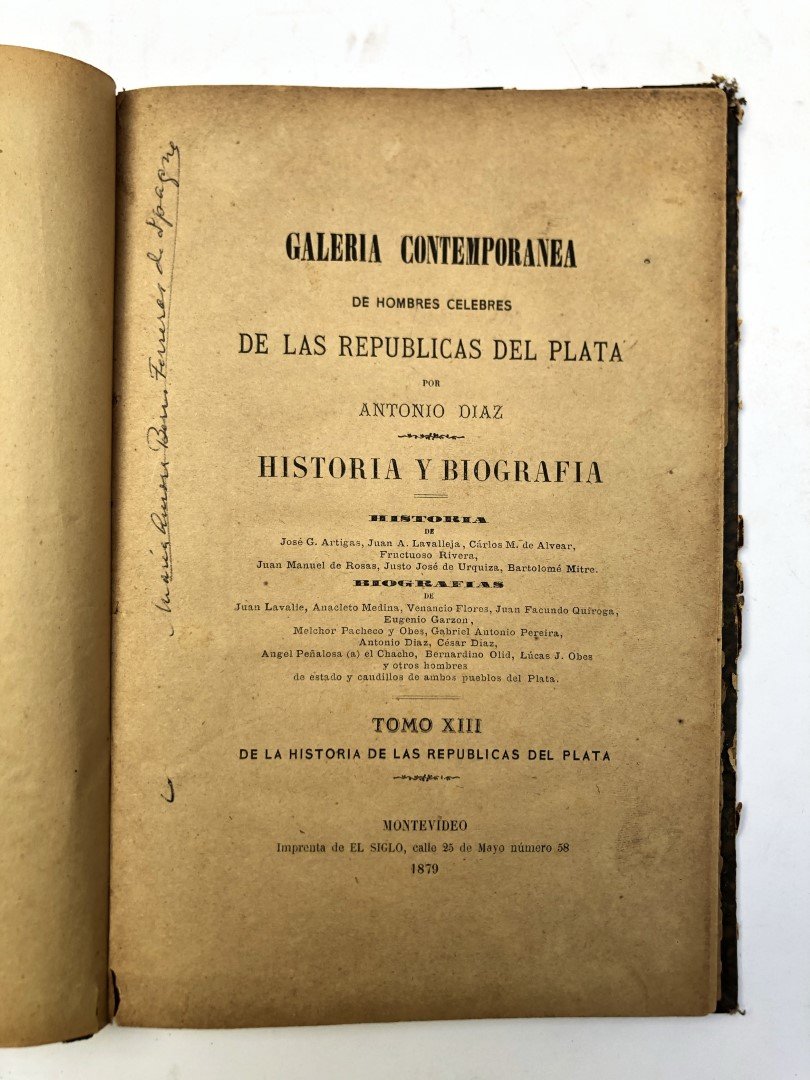 GALERIA CONTEMPORANEA
DE HOMBRES CELEBRES
DE LAS REPUBLICAS DEL PLATA
POR
ANTONIO DIAZ
HISTORIA Y BIOGRAFIA
HISTORIA
DE
José G. Artigas, Juan A. Lavalleja, Cárlos M. de Alvear,
Fructuoso Rivera,
Juan Manuel de Rosas, Justo José de Urquiza, Bartolomé Mitre.
BIOGRAFIAS
DE
Juan Lavalle, Anacleto Medina, Venancio Flores, Juan Facundo Quiroga,
Eugenio Garzon,
Melchor Pacheco y Obes, Gabriel Antonio Pereira,
Antonio Diaz, César Diaz,
Angel Peñalosa (a) el Chacho, Bernardino Olid, Lúcas J. Obes
y otros hombres
de estado y caudillos de ambos pueblos del Plata.
TOMO XIII
DE LA HISTORIA DE LAS REPUBLICAS DEL PLATA
MONTEVIDEO
Imprenta de EL SIGLO, calle 25 de Mayo número 58
1879
María Ferreros de